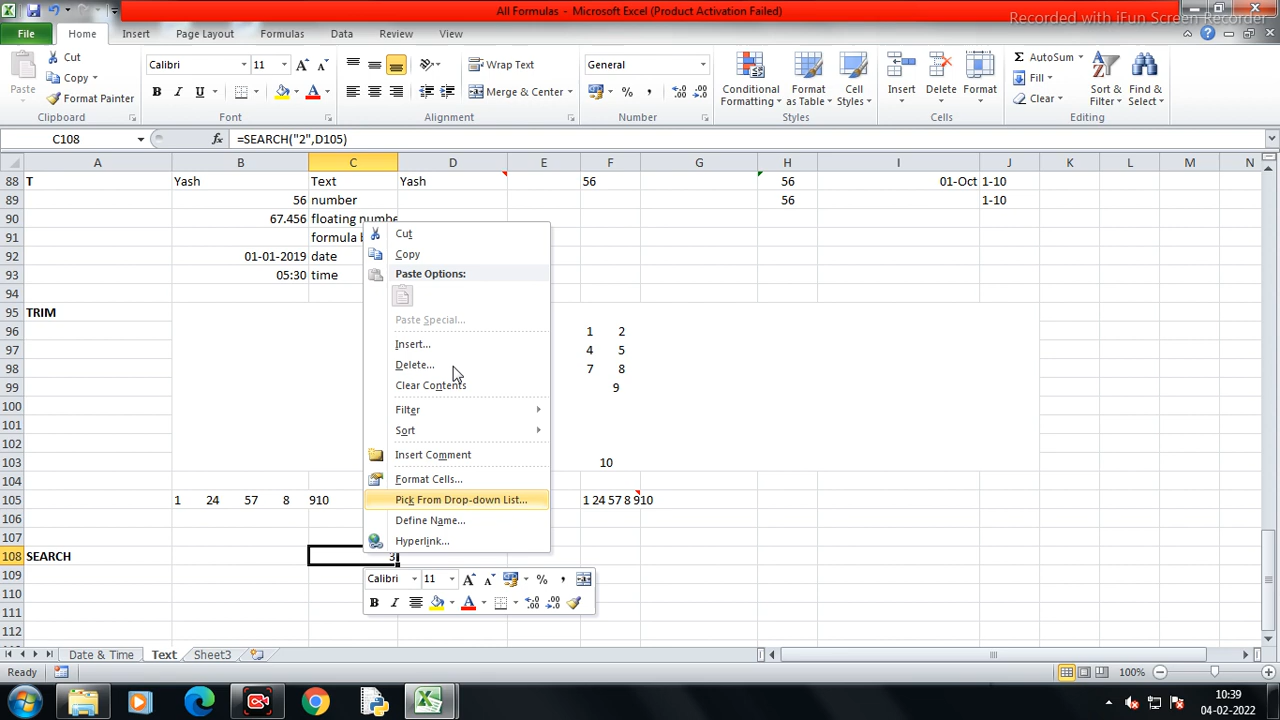 All Formulas - Microsoft Excel (Product Activation Failed)
Recorded with iFun Screen Recorder
File Home Insert Page Layout Formulas Data Review View
Paste
Cut
Copy
Format Painter
Clipboard
Calibri 11
B I U
Font
Wrap Text
Merge & Center
Alignment
General
%
Number
Conditional Formatting
Format as Table
Cell Styles
Styles
Insert Delete Format
Cells
AutoSum
Fill
Clear
Sort & Filter
Find & Select
Editing
C108 fx =SEARCH("2",D105)
A B C D E F G H I J K L M N
88 T Yash Text Yash 56 56 01-Oct 1-10
89 56 number 56 1-10
90 67.456 floating numbe
91 formula b
92 01-01-2019 date
93 05:30 time
94
95 TRIM
96 1 2
97 4 5
98 7 8
99 9
100
101
102
103 10
104
105 1 24 57 8 910 1 24 57 8 910
106
107
108 SEARCH 3
109
110
111
112
Cut
Copy
Paste Options:
Paste Special...
Insert...
Delete...
Clear Contents
Filter
Sort
Insert Comment
Format Cells...
Pick From Drop-down List...
Define Name...
Hyperlink...
Calibri 11 A A % ,
B I A
Date & Time Text Sheet3
Ready 100%
10:39
04-02-2022